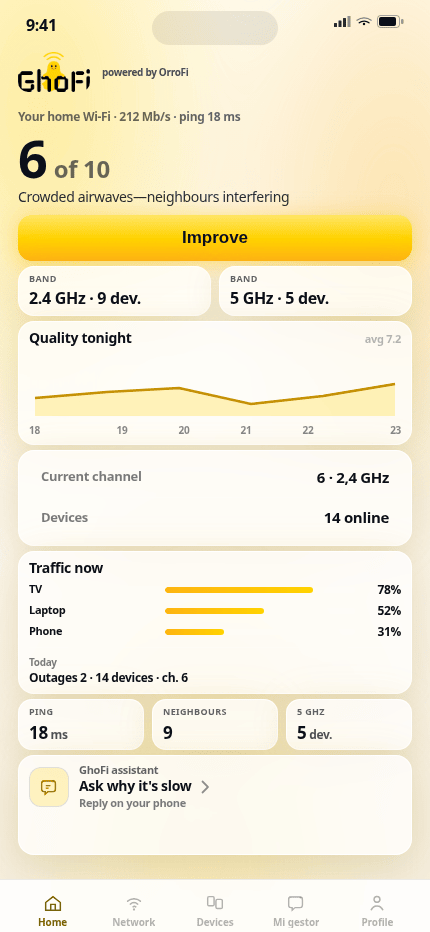 9:41
GhoFi powered by OrroFi
Your home Wi-Fi · 212 Mb/s · ping 18 ms
6 of 10
Crowded airwaves—neighbours interfering
Improve
BAND
2.4 GHz · 9 dev.
BAND
5 GHz · 5 dev.
Quality tonight avg 7.2
18 19 20 21 22 23
Current channel 6 · 2,4 GHz
Devices 14 online
Traffic now
TV 78%
Laptop 52%
Phone 31%
Today
Outages 2 · 14 devices · ch. 6
PING
18 ms
NEIGHBOURS
9
5 GHZ
5 dev.
GhoFi assistant
Ask why it's slow
Reply on your phone
Home Network Devices Mi gestor Profile